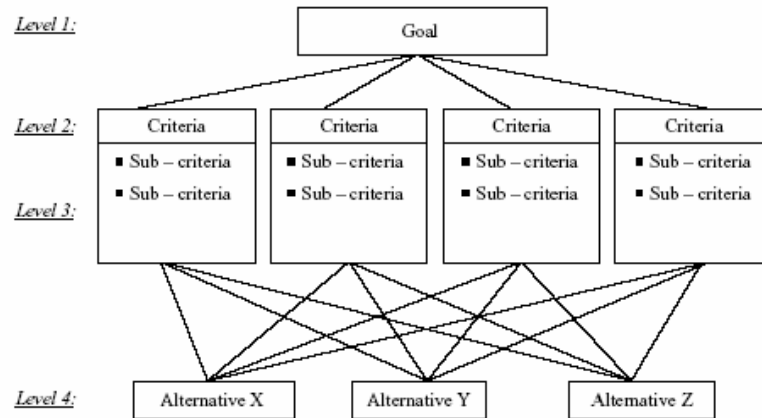 Level 1:
Goal
Level 2:
Criteria Criteria Criteria Criteria
▪ Sub – criteria ▪ Sub – criteria ▪ Sub – criteria ▪ Sub – criteria
Level 3:
▪ Sub – criteria ▪ Sub – criteria ▪ Sub – criteria ▪ Sub – criteria
Level 4:
Alternative X Alternative Y Alternative Z